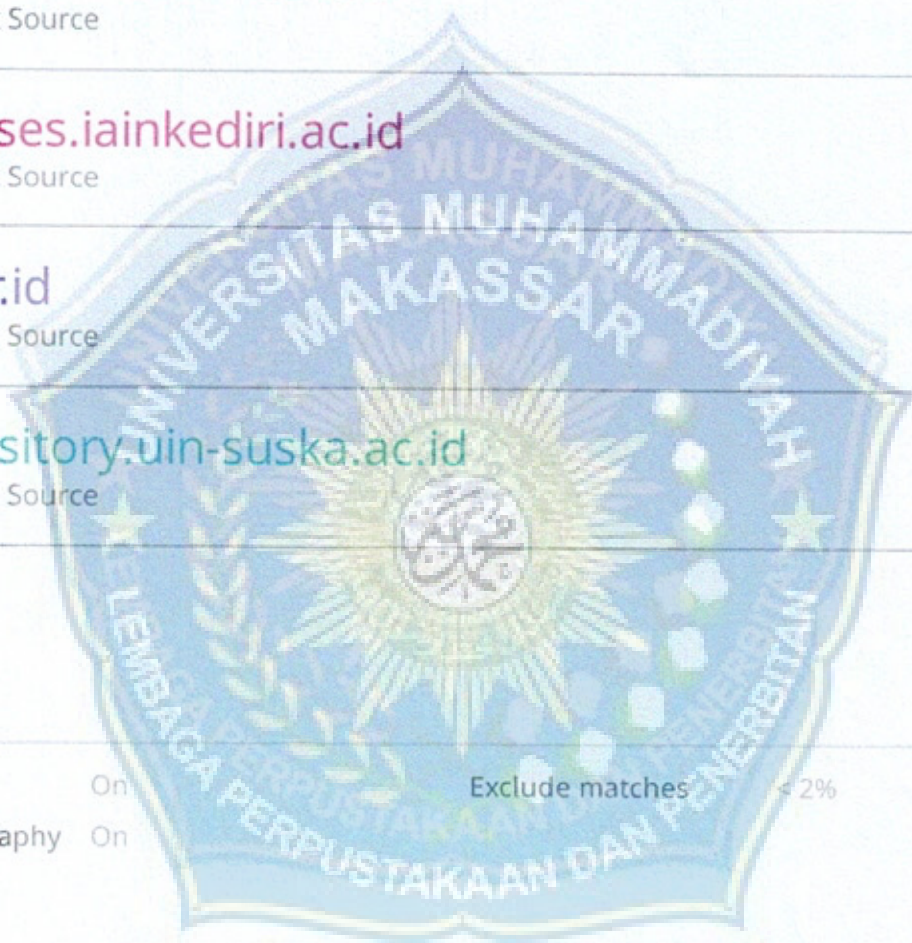 Source
ses.iainkediri.ac.id
Source
.id
Source
sitory.uin-suska.ac.id
Source
UNIVERSITAS MUHAMMADIYAH
MAKASSAR
محمد
LEMBAGA PERPUSTAKAAN DAN PENERBITAN
On
Exclude matches
< 2%
aphy On